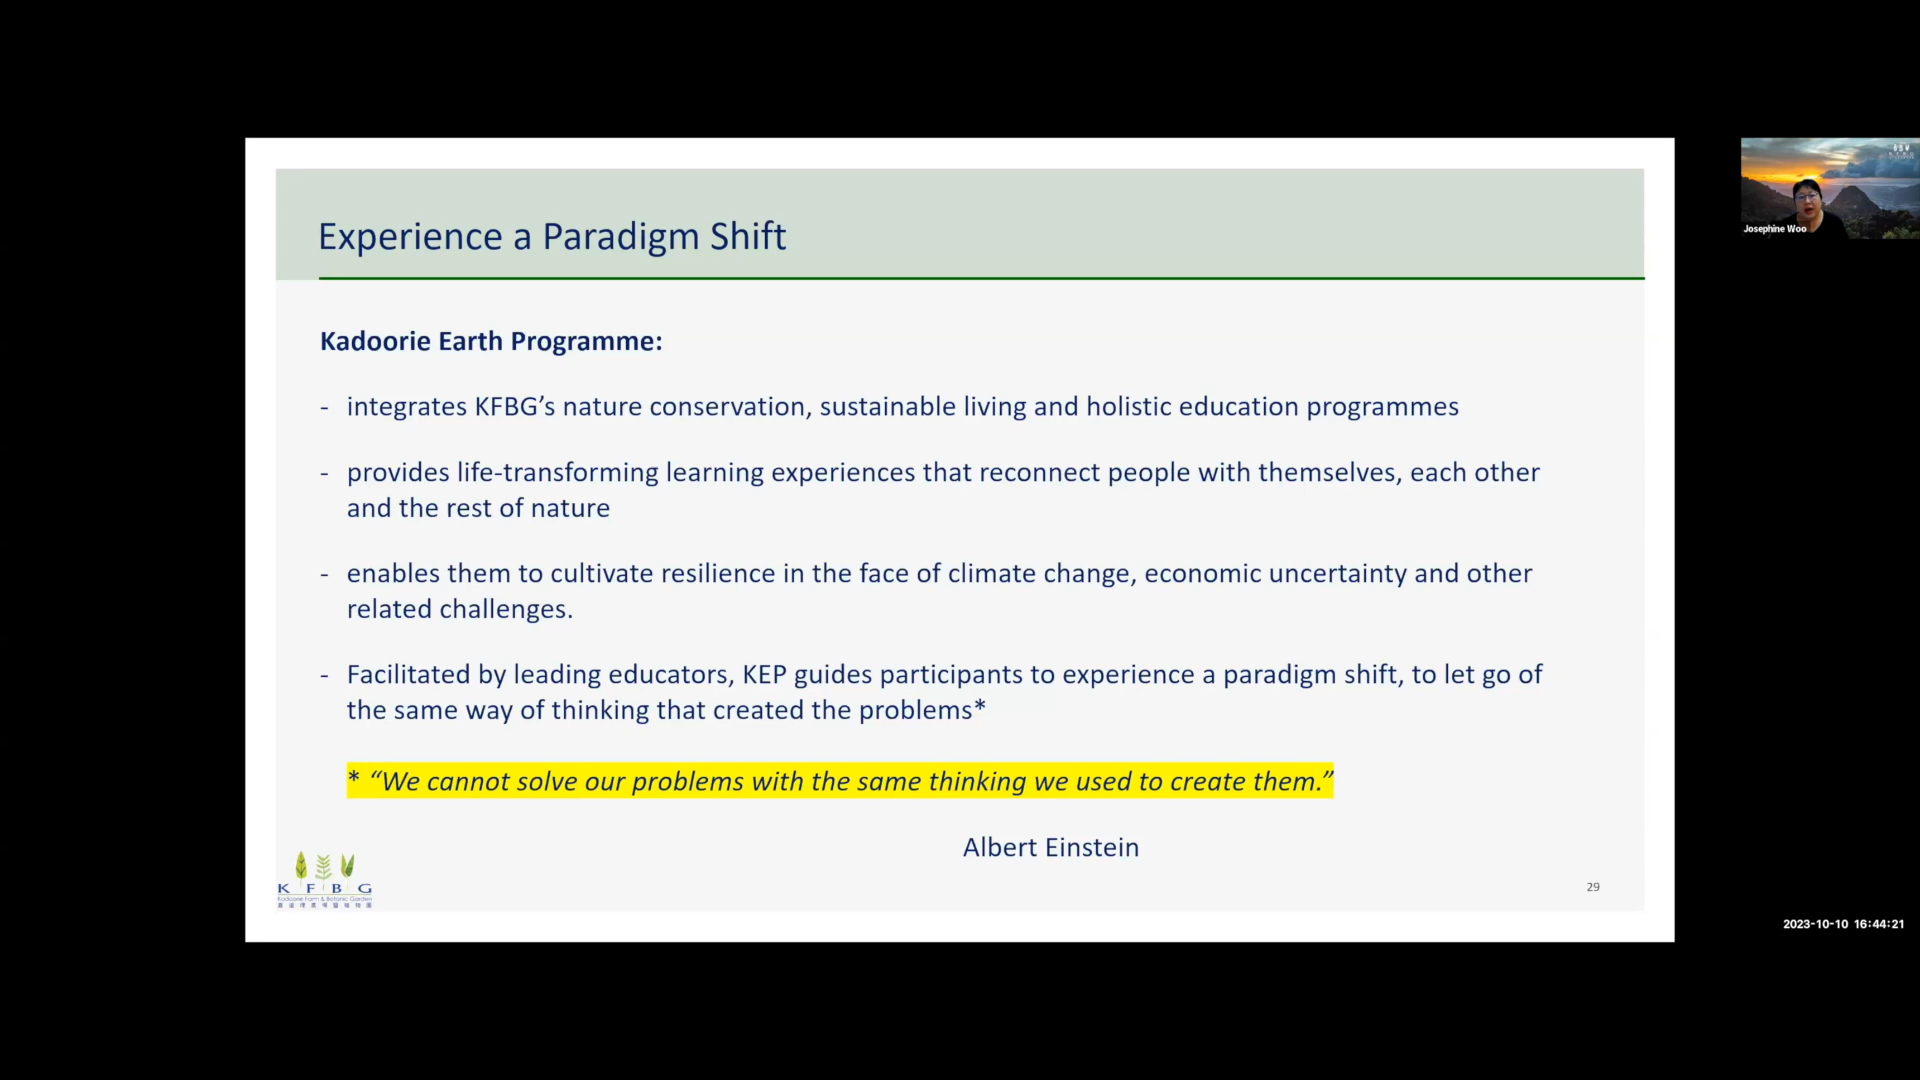 Experience a Paradigm Shift
Kadoorie Earth Programme:
- integrates KFBG’s nature conservation, sustainable living and holistic education programmes
- provides life-transforming learning experiences that reconnect people with themselves, each other
and the rest of nature
- enables them to cultivate resilience in the face of climate change, economic uncertainty and other
related challenges.
- Facilitated by leading educators, KEP guides participants to experience a paradigm shift, to let go of
the same way of thinking that created the problems*
* “We cannot solve our problems with the same thinking we used to create them.”
Albert Einstein
K F B G
Kadoorie Farm & Botanic Garden
29
Josephine Woo
2023-10-10 16:44:21